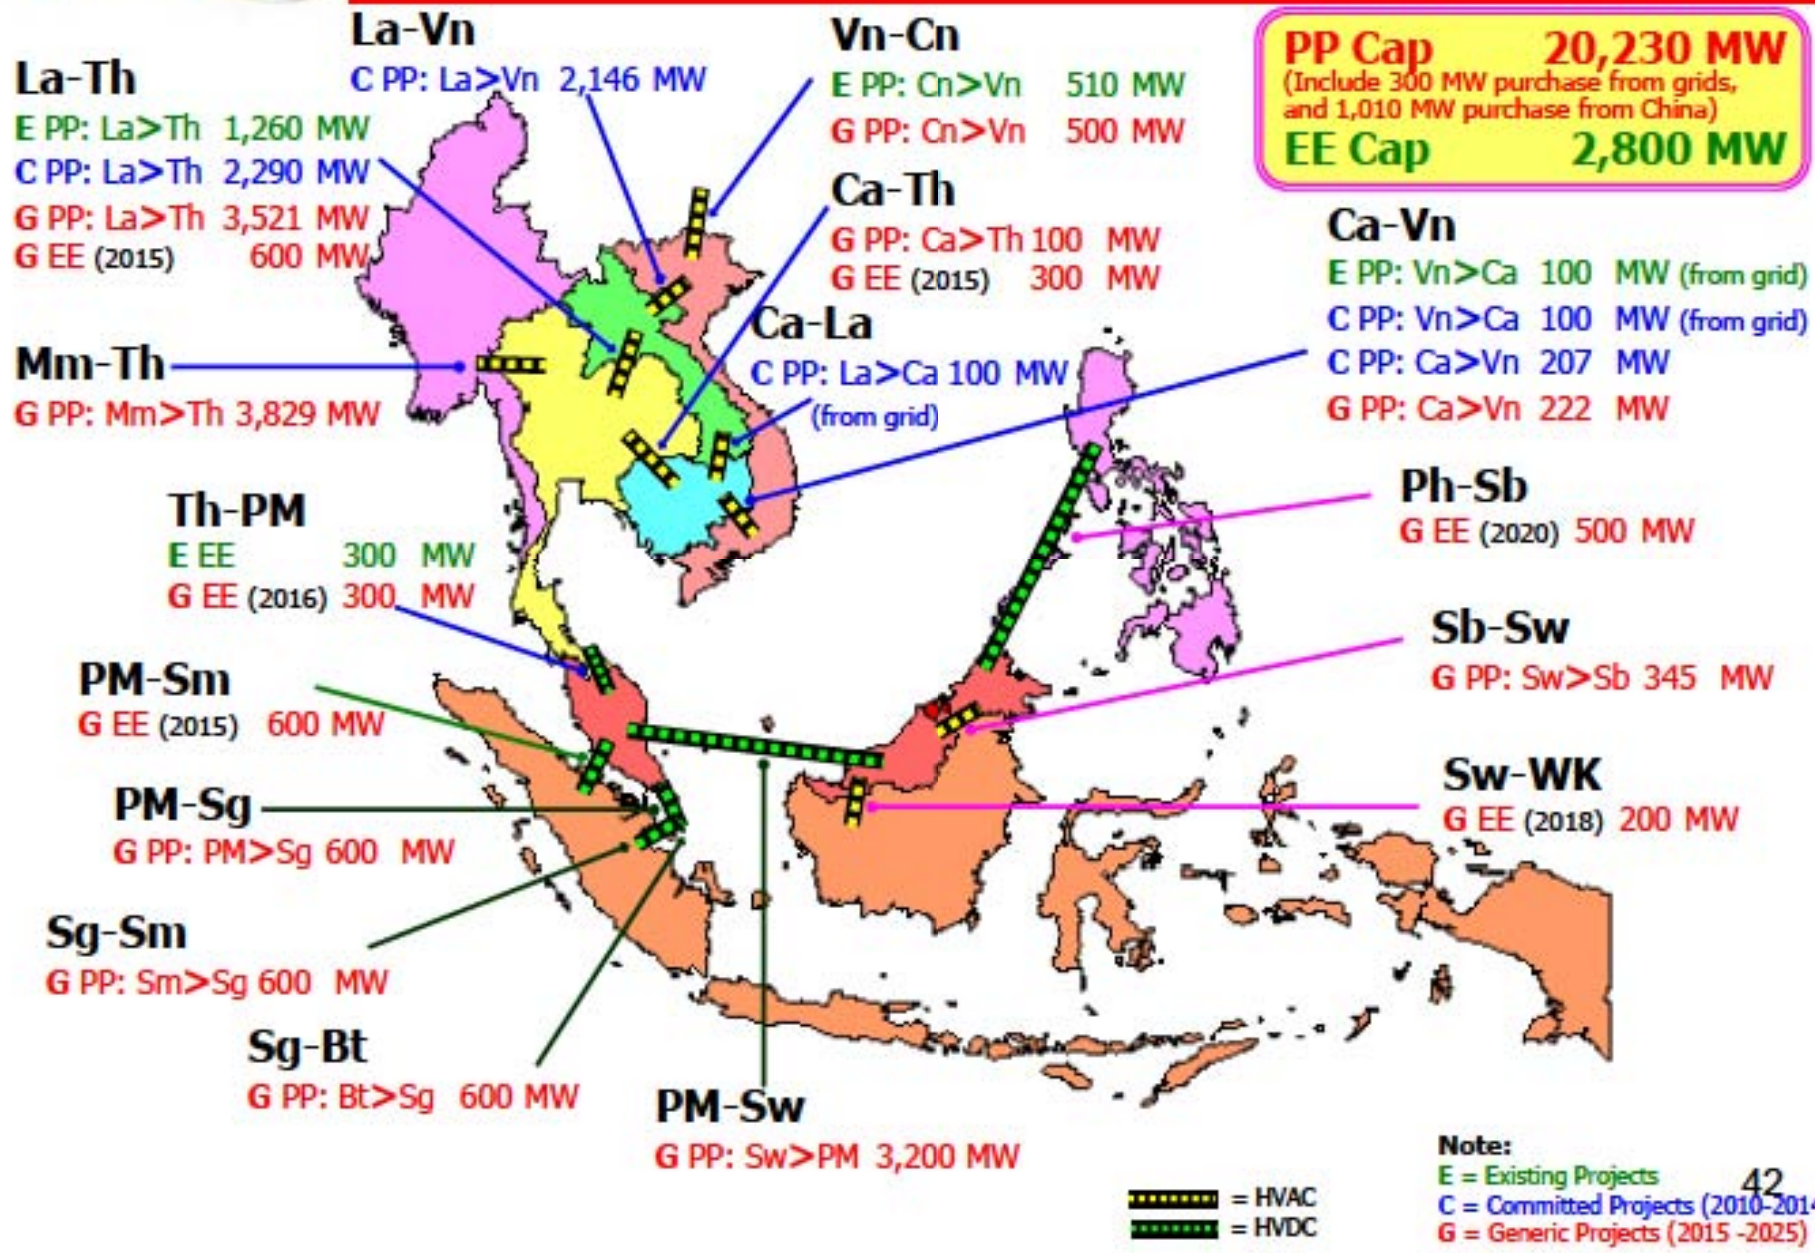 La-Vn
C PP: La>Vn 2,146 MW
Vn-Cn
E PP: Cn>Vn 510 MW
G PP: Cn>Vn 500 MW
PP Cap 20,230 MW
(Include 300 MW purchase from grids,
and 1,010 MW purchase from China)
EE Cap 2,800 MW
La-Th
E PP: La>Th 1,260 MW
C PP: La>Th 2,290 MW
G PP: La>Th 3,521 MW
G EE (2015) 600 MW
Ca-Th
G PP: Ca>Th 100 MW
G EE (2015) 300 MW
Ca-Vn
E PP: Vn>Ca 100 MW (from grid)
C PP: Vn>Ca 100 MW (from grid)
C PP: Ca>Vn 207 MW
G PP: Ca>Vn 222 MW
Ca-La
C PP: La>Ca 100 MW
(from grid)
Mm-Th
G PP: Mm>Th 3,829 MW
Th-PM
E EE 300 MW
G EE (2016) 300 MW
Ph-Sb
G EE (2020) 500 MW
Sb-Sw
G PP: Sw>Sb 345 MW
PM-Sm
G EE (2015) 600 MW
Sw-WK
G EE (2018) 200 MW
PM-Sg
G PP: PM>Sg 600 MW
Sg-Sm
G PP: Sm>Sg 600 MW
Sg-Bt
G PP: Bt>Sg 600 MW
PM-Sw
G PP: Sw>PM 3,200 MW
= HVAC
= HVDC
Note:
E = Existing Projects
42
C = Committed Projects (2010-2014
G = Generic Projects (2015 -2025)